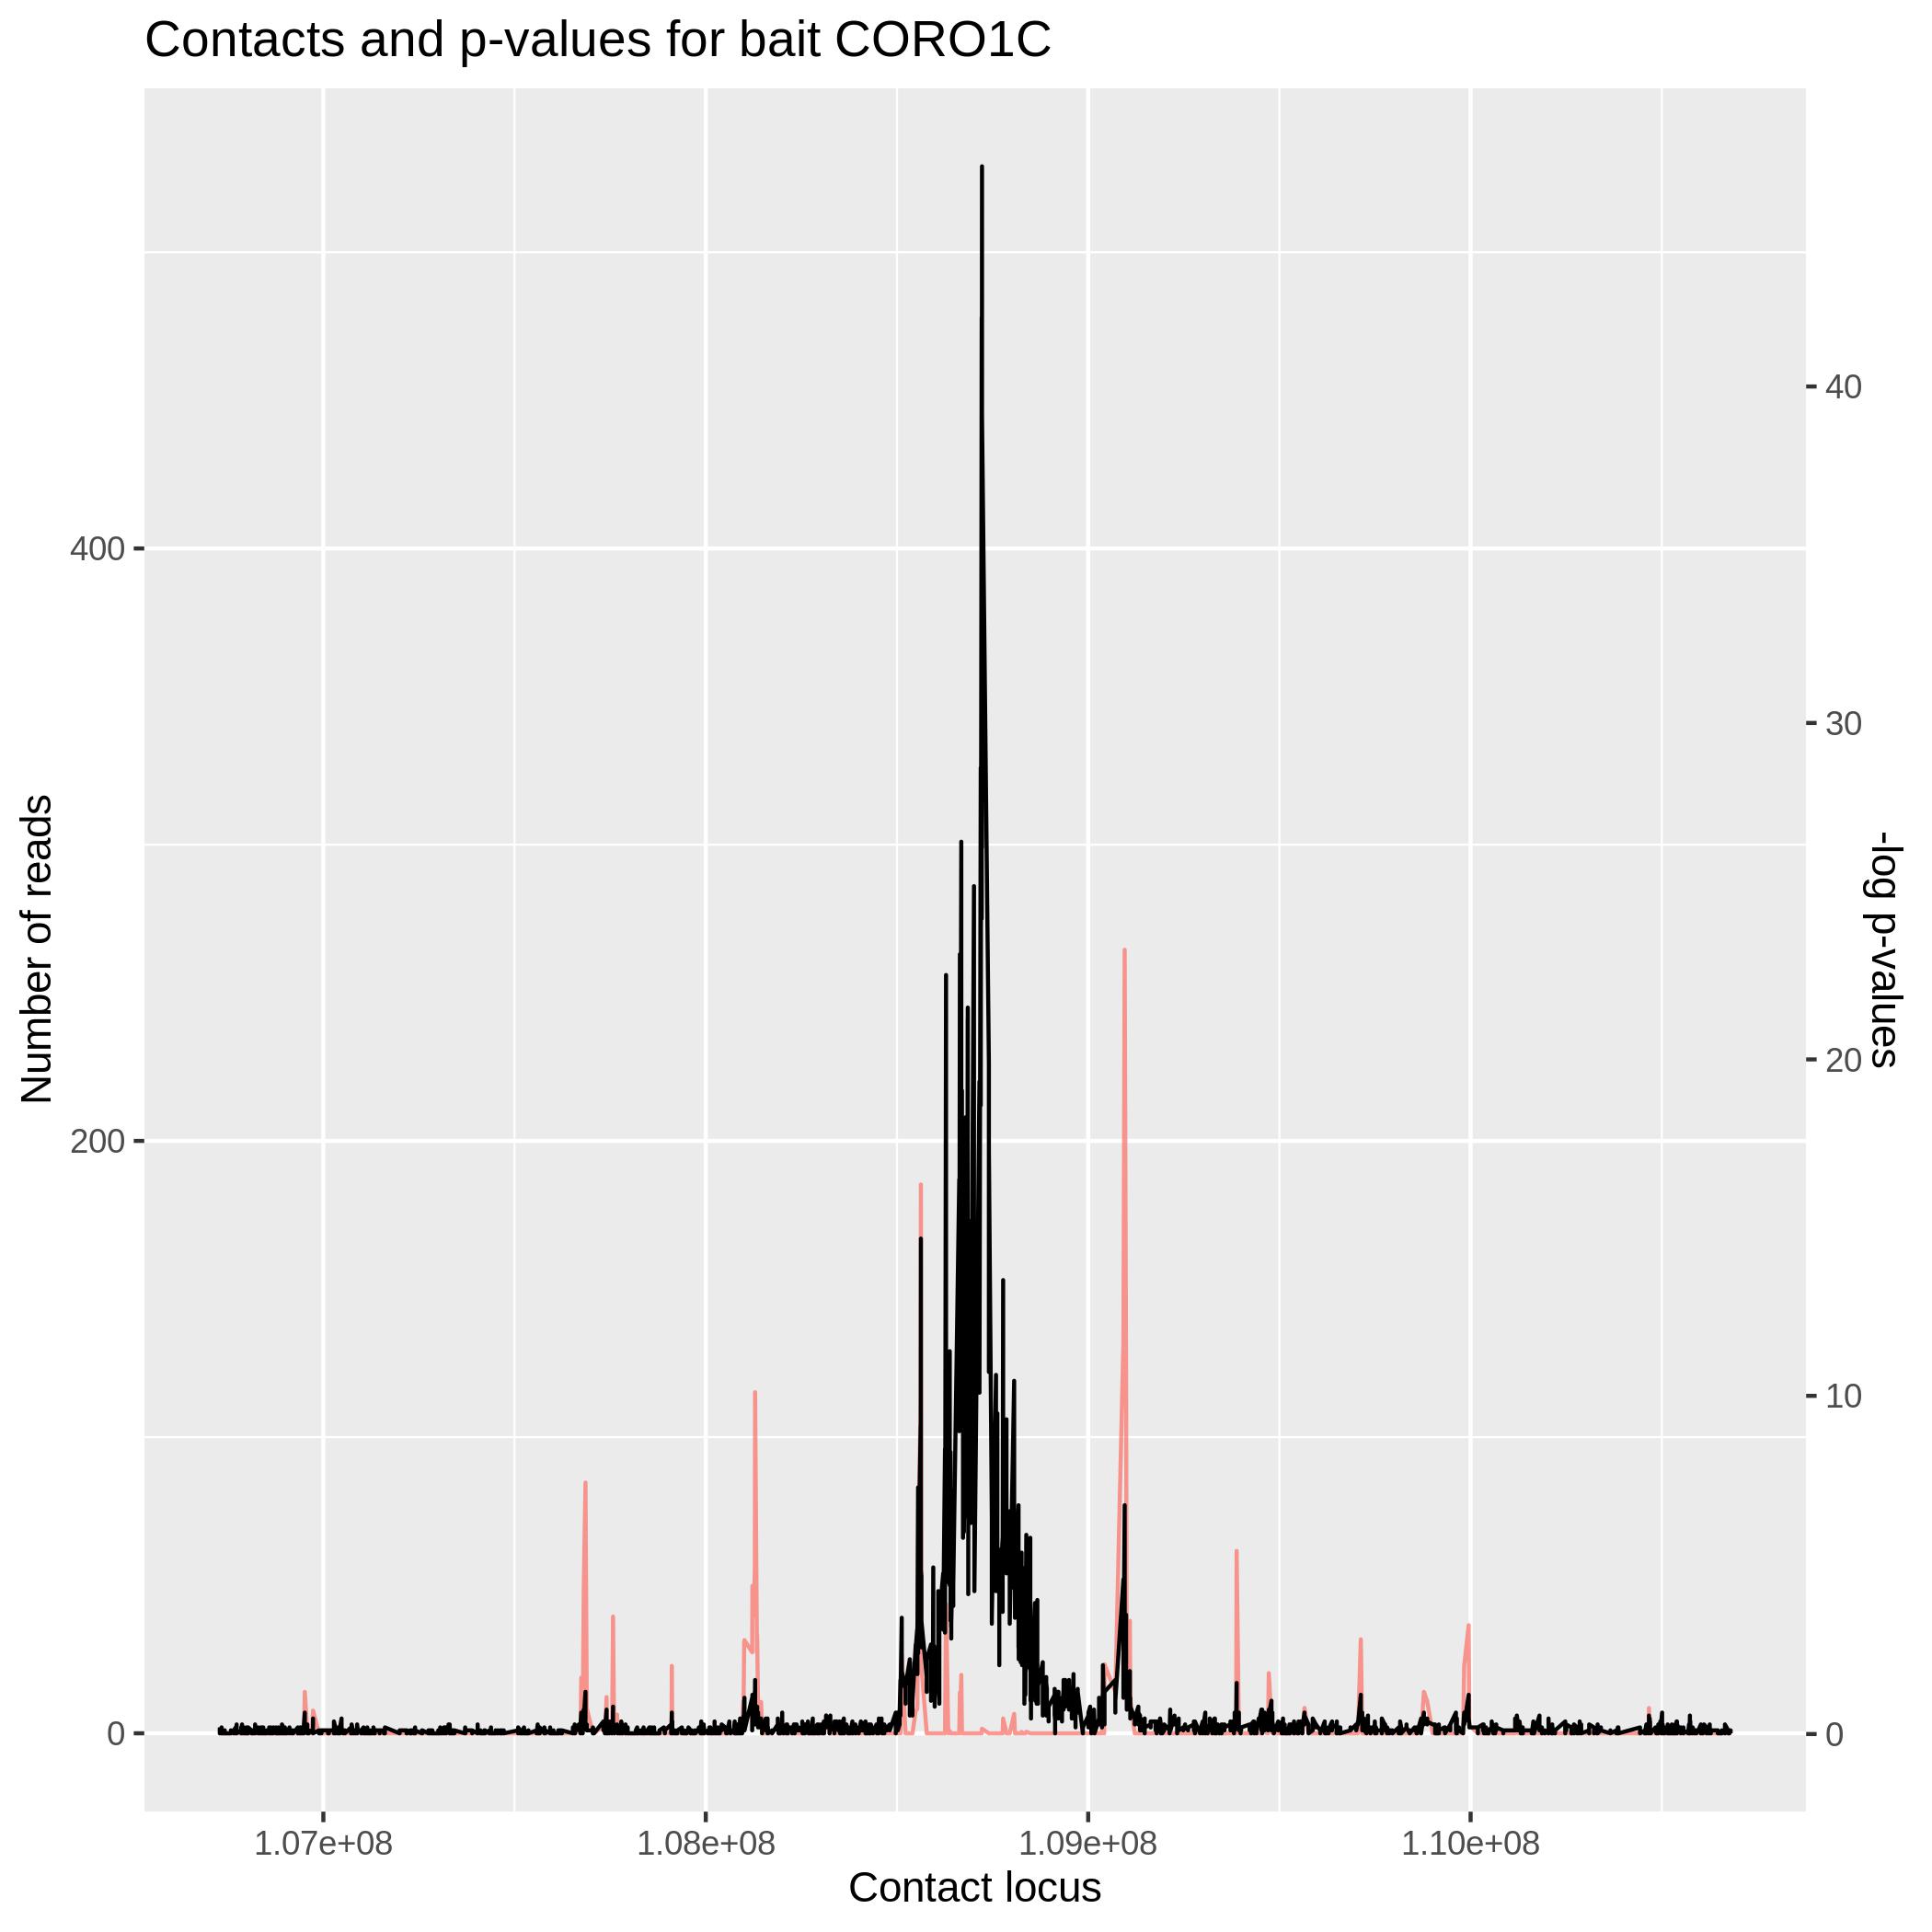 Contacts and p-values for bait CORO1C
Number of reads
400
200
0
40
30
20
10
0
-log p-values
1.07e+08
1.08e+08
1.09e+08
1.10e+08
Contact locus